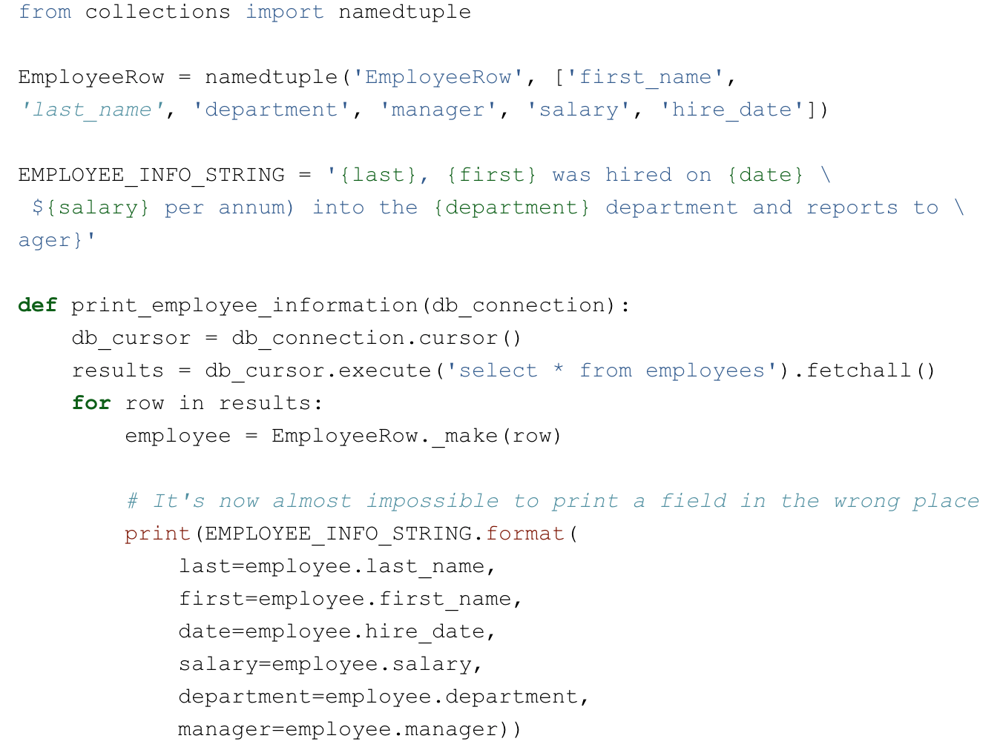 from collections import namedtuple

EmployeeRow = namedtuple('EmployeeRow', ['first_name',
'last_name', 'department', 'manager', 'salary', 'hire_date'])

EMPLOYEE_INFO_STRING = '{last}, {first} was hired on {date} \
 ${salary} per annum) into the {department} department and reports to \
ager}'

def print_employee_information(db_connection):
    db_cursor = db_connection.cursor()
    results = db_cursor.execute('select * from employees').fetchall()
    for row in results:
        employee = EmployeeRow._make(row)

        # It's now almost impossible to print a field in the wrong place
        print(EMPLOYEE_INFO_STRING.format(
            last=employee.last_name,
            first=employee.first_name,
            date=employee.hire_date,
            salary=employee.salary,
            department=employee.department,
            manager=employee.manager))